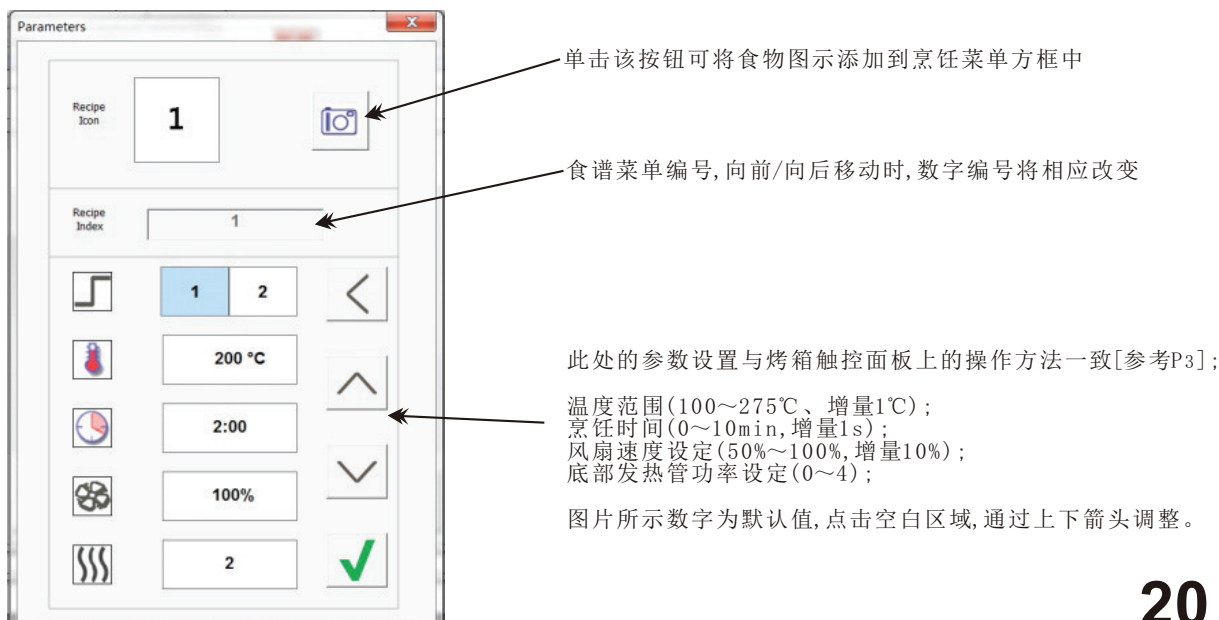 Parameters
X
单击该按钮可将食物图示添加到烹饪菜单方框中
Recipe
Icon
1
食谱菜单编号,向前/向后移动时,数字编号将相应改变
Recipe
Index
1
1 2
200 °C
2:00
100%
2
此处的参数设置与烤箱触控面板上的操作方法一致[参考P3];
温度范围(100～275℃、增量1℃);
烹饪时间(0～10min,增量1s);
风扇速度设定(50%～100%,增量10%);
底部发热管功率设定(0～4);
图片所示数字为默认值,点击空白区域,通过上下箭头调整。
20